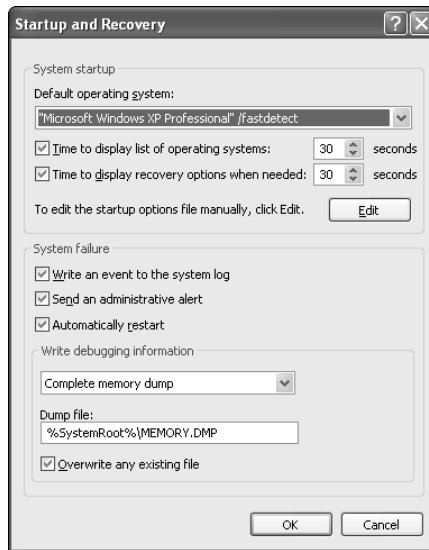 Startup and Recovery
System startup
Default operating system:
"Microsoft Windows XP Professional" /fastdetect
Time to display list of operating systems: 30 seconds
Time to display recovery options when needed: 30 seconds
To edit the startup options file manually, click Edit. Edit
System failure
Write an event to the system log
Send an administrative alert
Automatically restart
Write debugging information
Complete memory dump
Dump file:
%SystemRoot%\MEMORY.DMP
Overwrite any existing file
OK Cancel